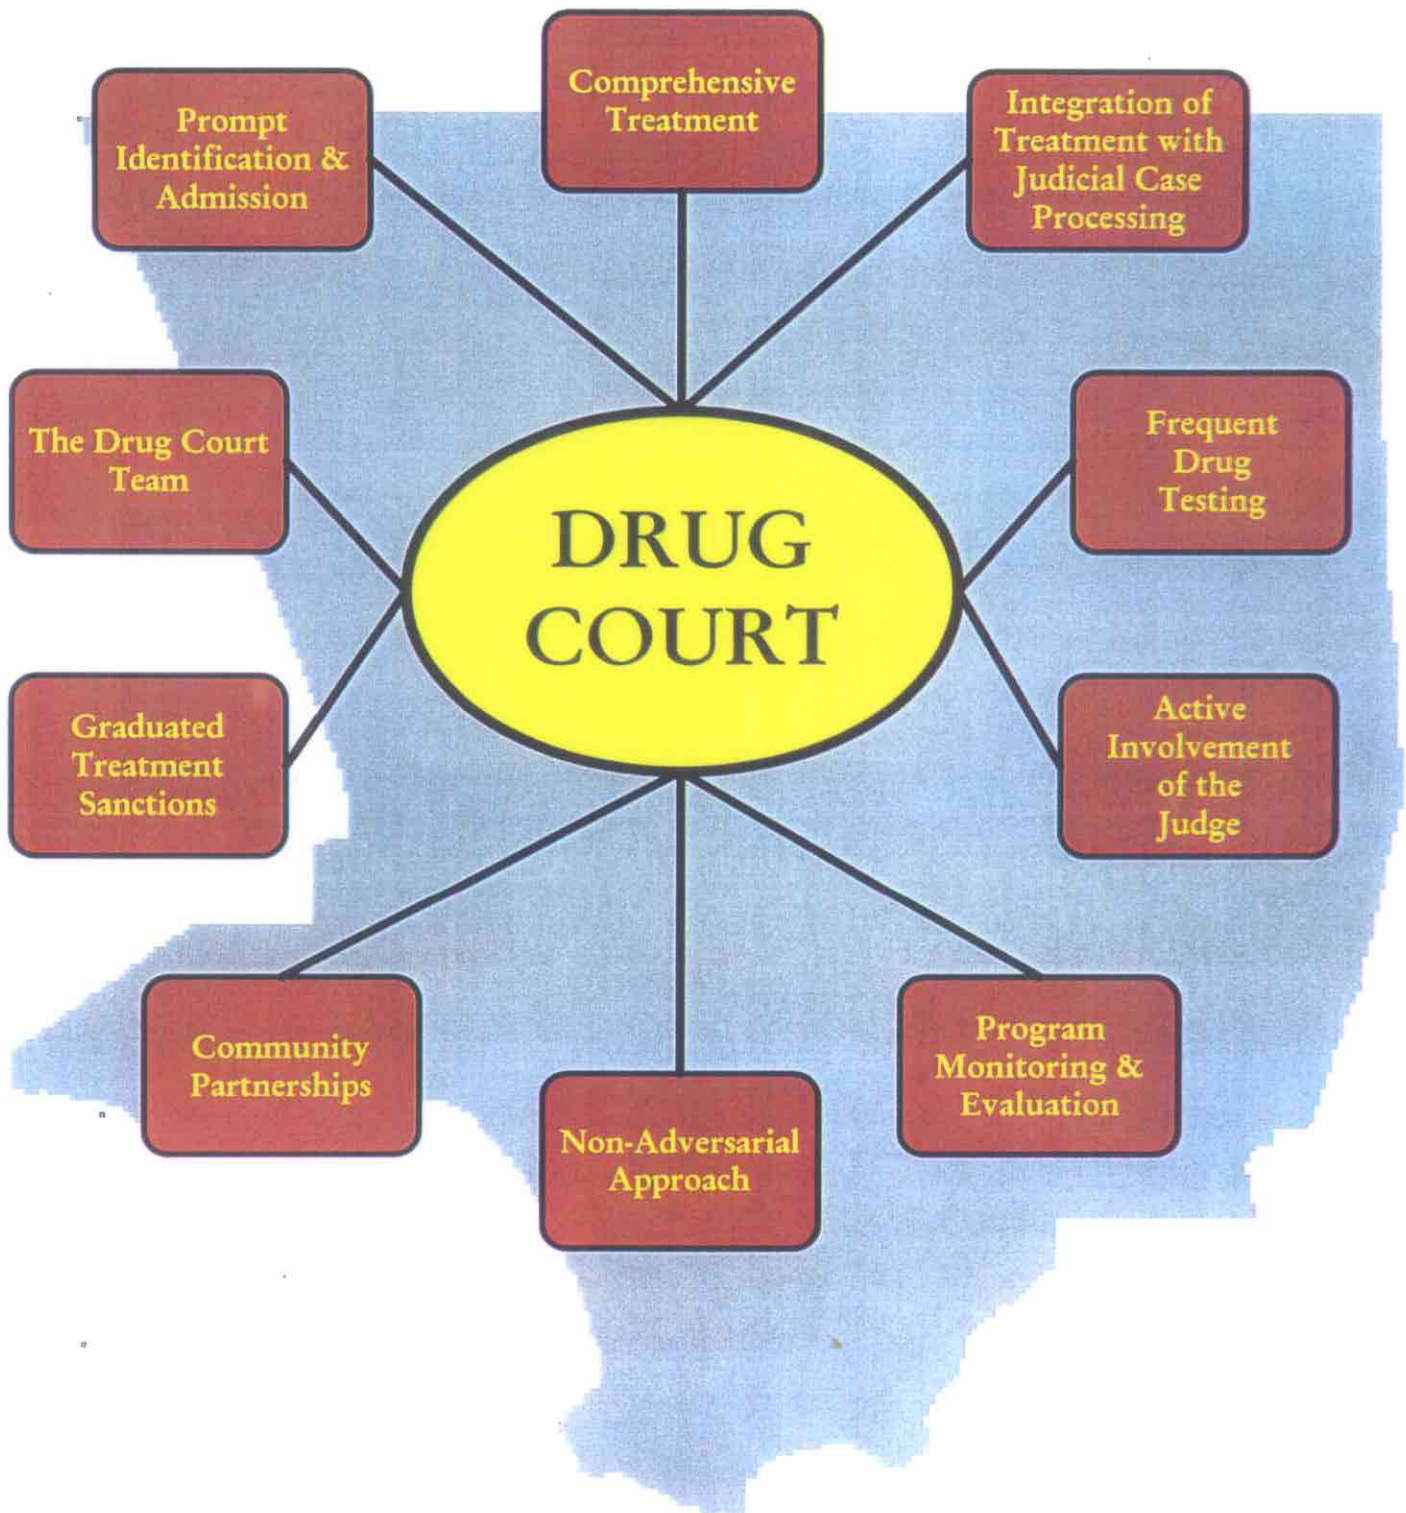 Comprehensive
Treatment
Prompt
Identification &
Admission
Integration of
Treatment with
Judicial Case
Processing
The Drug Court
Team
Frequent
Drug
Testing
DRUG
COURT
Graduated
Treatment
Sanctions
Active
Involvement
of the
Judge
Community
Partnerships
Program
Monitoring &
Evaluation
Non-Adversarial
Approach